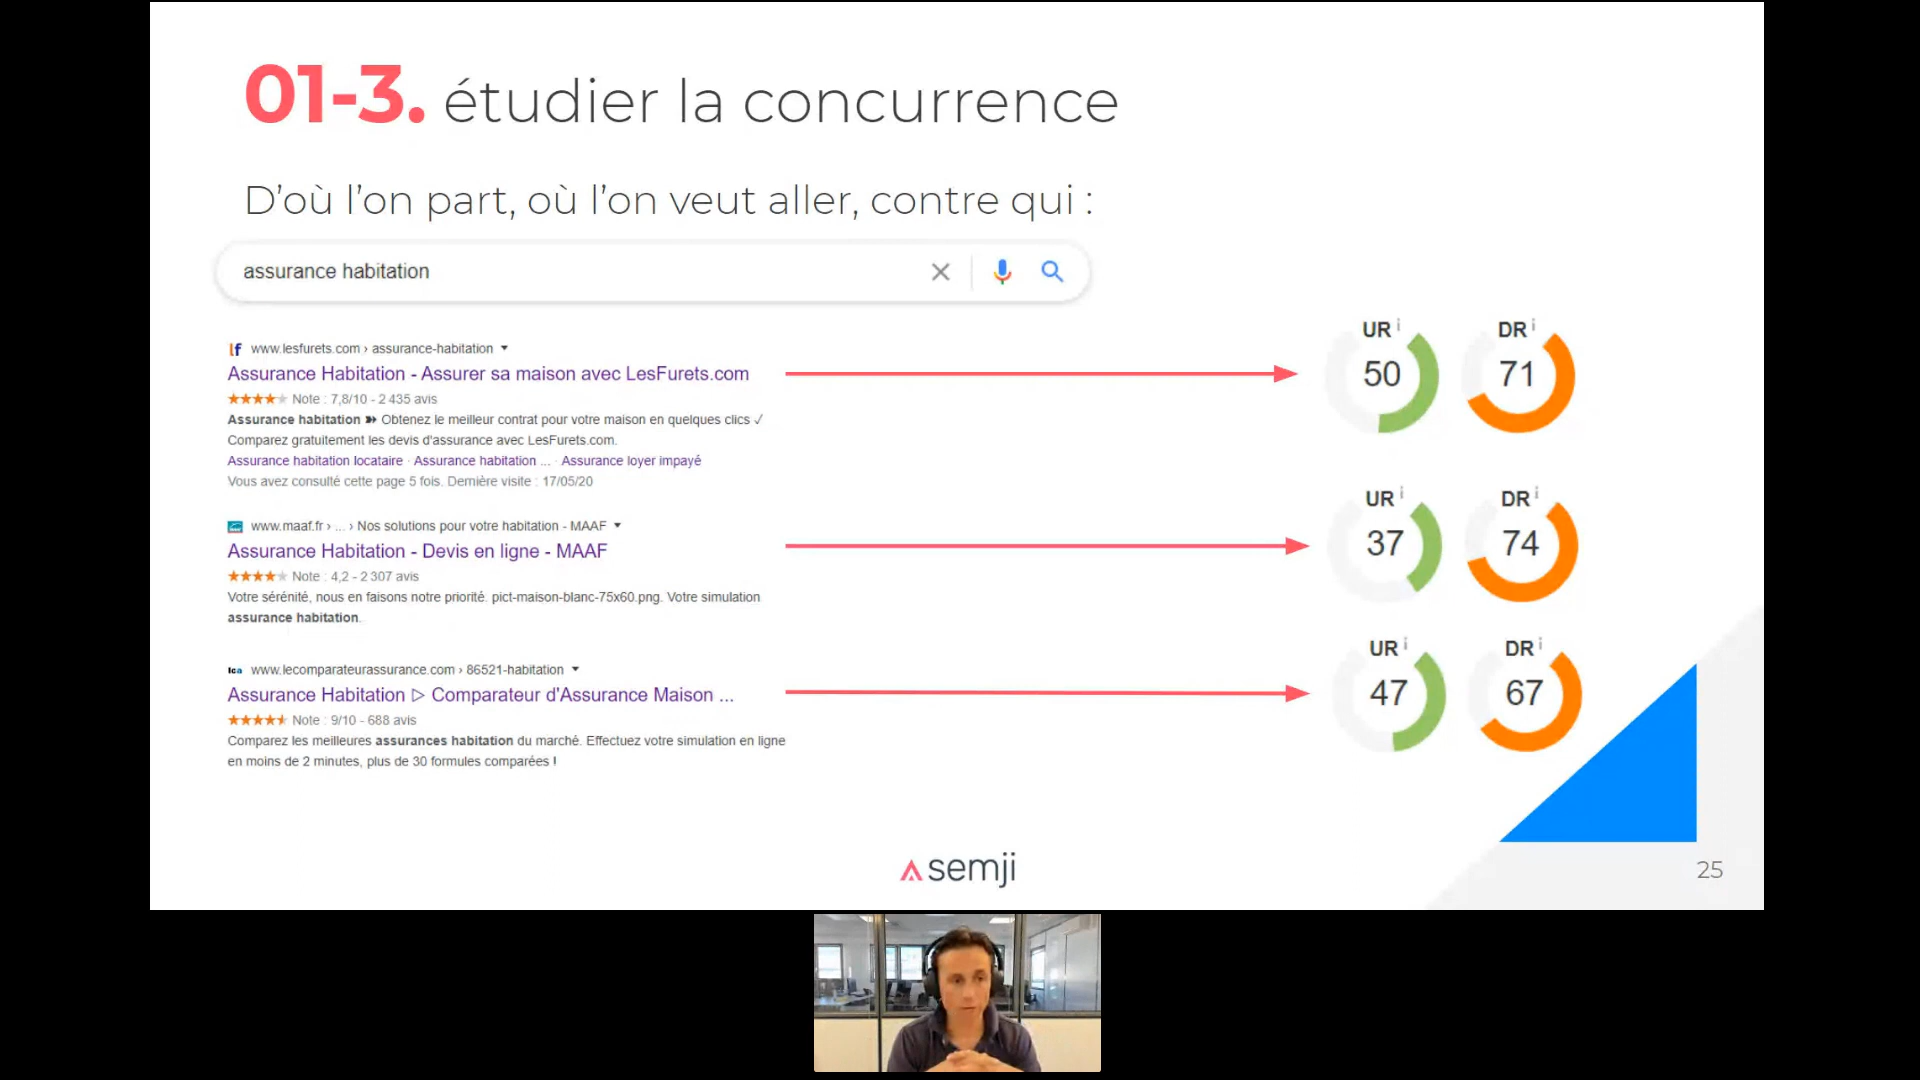 01-3. étudier la concurrence
D’où l’on part, où l’on veut aller, contre qui :
assurance habitation
lf www.lesfurets.com › assurance-habitation
Assurance Habitation - Assurer sa maison avec LesFurets.com
Note : 7,8/10 - 2 435 avis
Assurance habitation ➽ Obtenez le meilleur contrat pour votre maison en quelques clics ✓
Comparez gratuitement les devis d'assurance avec LesFurets.com.
Assurance habitation locataire · Assurance habitation ... · Assurance loyer impayé
Vous avez consulté cette page 5 fois. Dernière visite : 17/05/20
UR i DR i
50 71
www.maaf.fr › ... › Nos solutions pour votre habitation - MAAF
Assurance Habitation - Devis en ligne - MAAF
Note : 4,2 - 2 307 avis
Votre sérénité, nous en faisons notre priorité. pict-maison-blanc-75x60.png. Votre simulation
assurance habitation.
UR i DR i
37 74
lca www.lecomparateurassurance.com › 86521-habitation
Assurance Habitation ▷ Comparateur d'Assurance Maison ...
Note : 9/10 - 688 avis
Comparez les meilleures assurances habitation du marché. Effectuez votre simulation en ligne
en moins de 2 minutes, plus de 30 formules comparées !
UR i DR i
47 67
semji
25